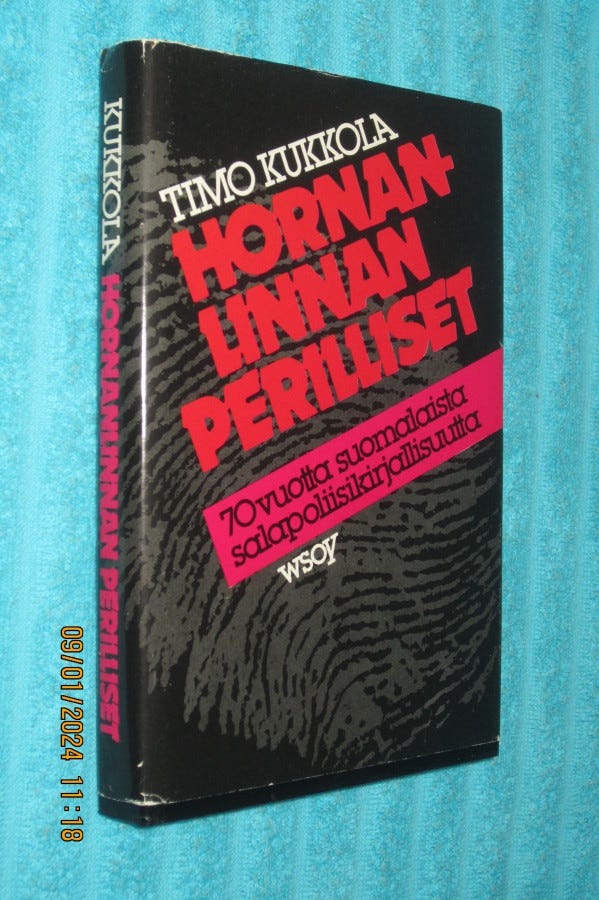 KUKKOLA HORNANLINNAN PERILLISET
TIMO KUKKOLA
HORNAN-
LINNAN
PERILLISET
70 vuotta suomalaista
salapoliisikirjallisuutta
wsoy
09/01/2024 11:18